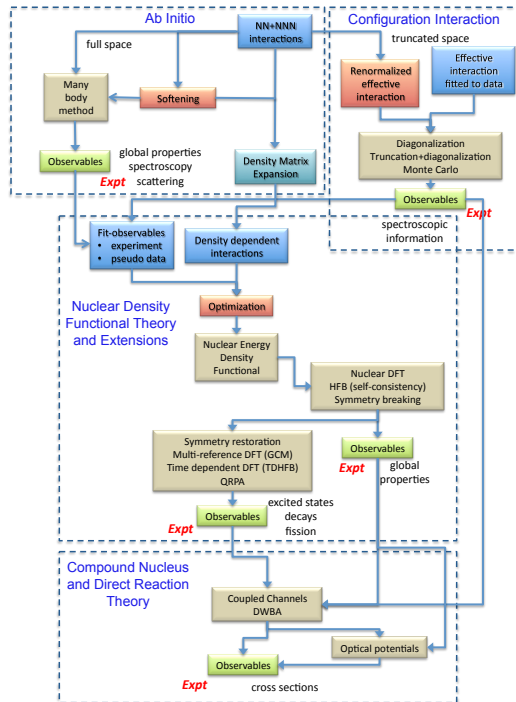 Ab Initio
Configuration Interaction
NN+NNN
interactions
full space
truncated space
Many
body
method
Softening
Renormalized
effective
interaction
Effective
interaction
fitted to data
Diagonalization
Truncation+diagonalization
Monte Carlo
Observables
Expt
global properties
spectroscopy
scattering
Density Matrix
Expansion
Observables
Expt
spectroscopic
information
Fit-observables
• experiment
• pseudo data
Density dependent
interactions
Nuclear Density
Functional Theory
and Extensions
Optimization
Nuclear Energy
Density
Functional
Nuclear DFT
HFB (self-consistency)
Symmetry breaking
Symmetry restoration
Multi-reference DFT (GCM)
Time dependent DFT (TDHFB)
QRPA
Observables
Expt
global
properties
Expt
Observables
excited states
decays
fission
Compound Nucleus
and Direct Reaction
Theory
Coupled Channels
DWBA
Optical potentials
Observables
Expt
cross sections